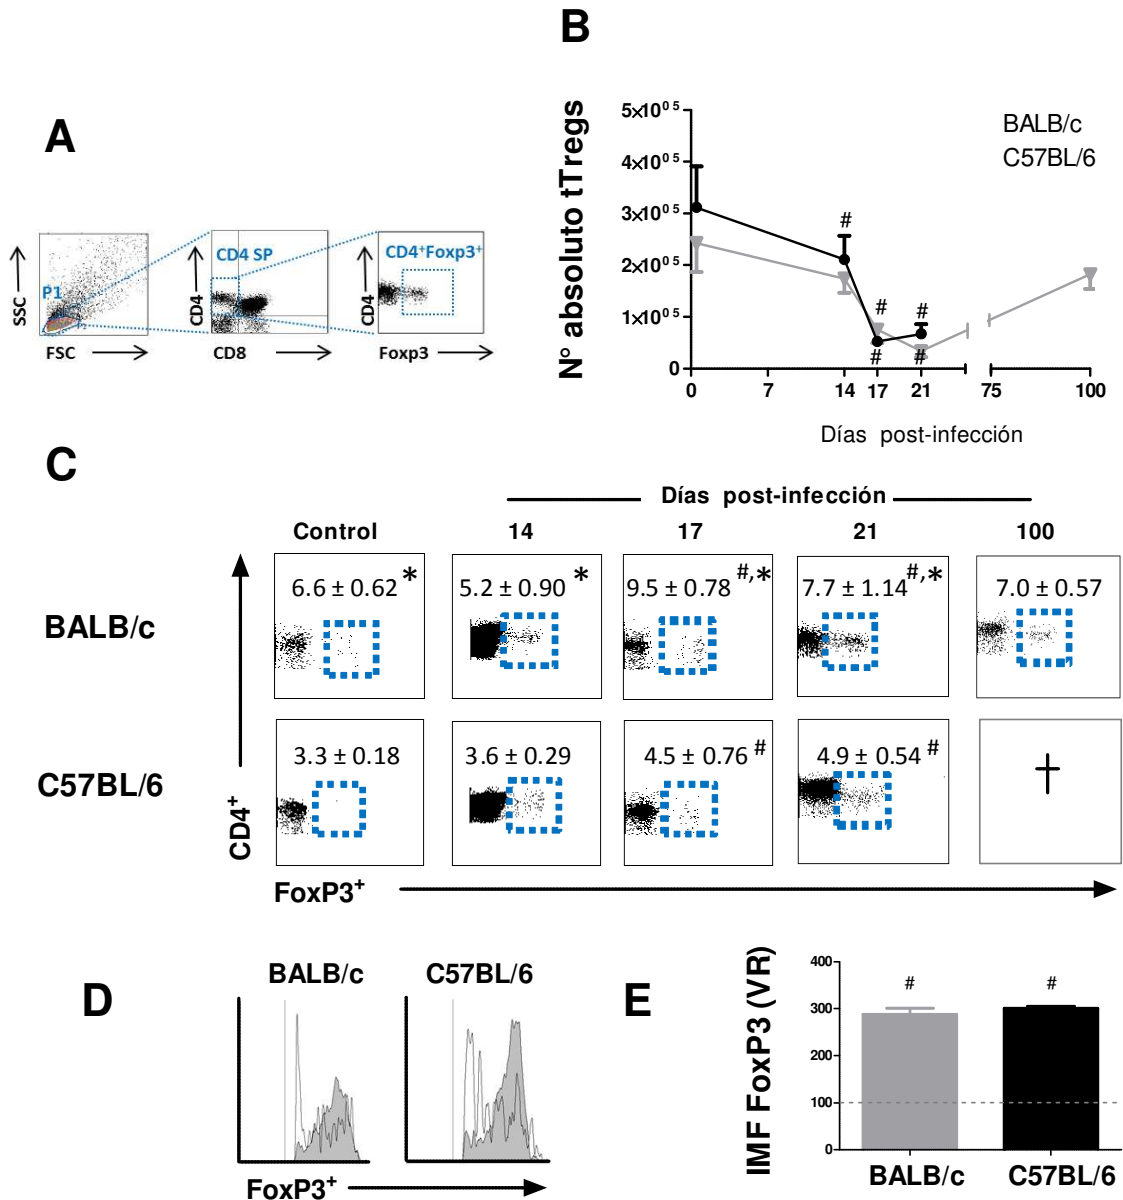 A
SSC
P1
FSC
CD4 SP
CD4
CD8
CD4⁺Foxp3⁺
CD4
Foxp3
B
N° absoluto tTregs
5x10⁰⁵
4x10⁰⁵
3x10⁰⁵
2x10⁰⁵
1x10⁰⁵
0
BALB/c
C57BL/6
#
# #
# #
0 7 14 17 21 75 100
Días post-infección
C
Días post-infección
Control 14 17 21 100
BALB/c
6.6 ± 0.62 *
5.2 ± 0.90 *
9.5 ± 0.78 #,*
7.7 ± 1.14 #,*
7.0 ± 0.57
C57BL/6
3.3 ± 0.18
3.6 ± 0.29
4.5 ± 0.76 #
4.9 ± 0.54 #
†
CD4⁺
FoxP3⁺
D
BALB/c C57BL/6
FoxP3⁺
E
IMF FoxP3 (VR)
400
300
200
100
0
# #
BALB/c C57BL/6